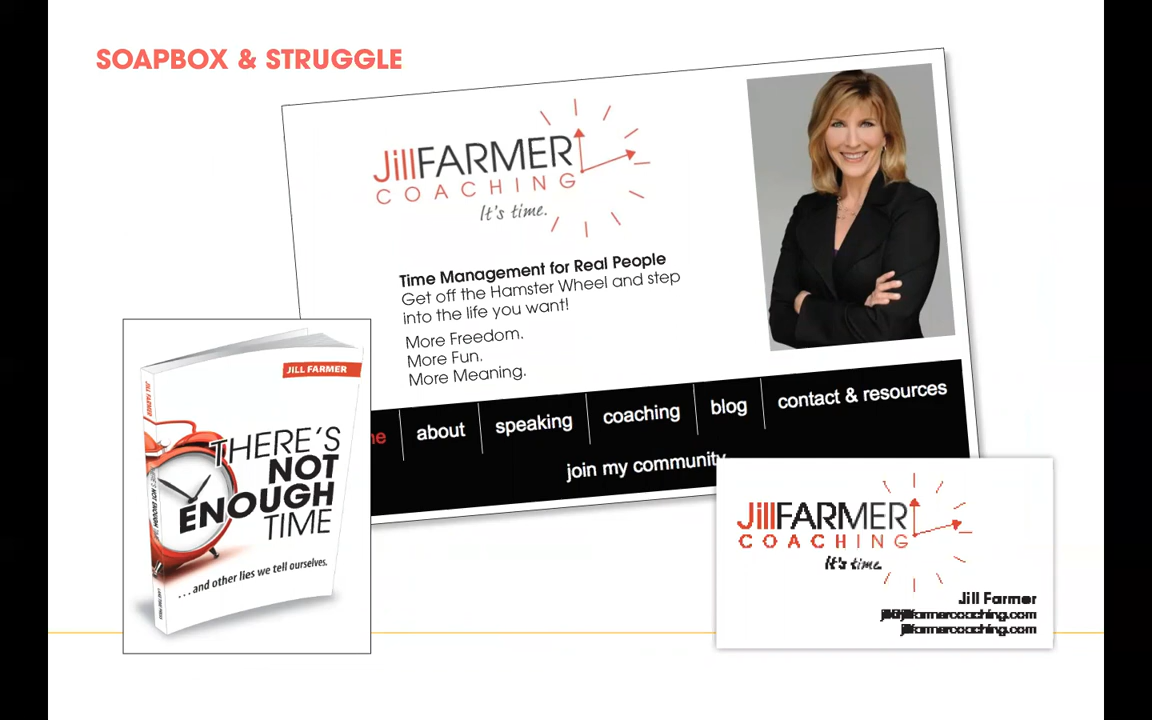 SOAPBOX & STRUGGLE
JillFARMER
COACHING
It's time.
Time Management for Real People
Get off the Hamster Wheel and step
into the life you want!
More Freedom.
More Fun.
More Meaning.
about
speaking
coaching
blog
contact & resources
join my community
JILL FARMER
JILL FARMER
THERE'S
NOT
ENOUGH
TIME
...and other lies we tell ourselves.
JillFARMER
COACHING
It's time.
Jill Farmer
jillfarmercoaching.com